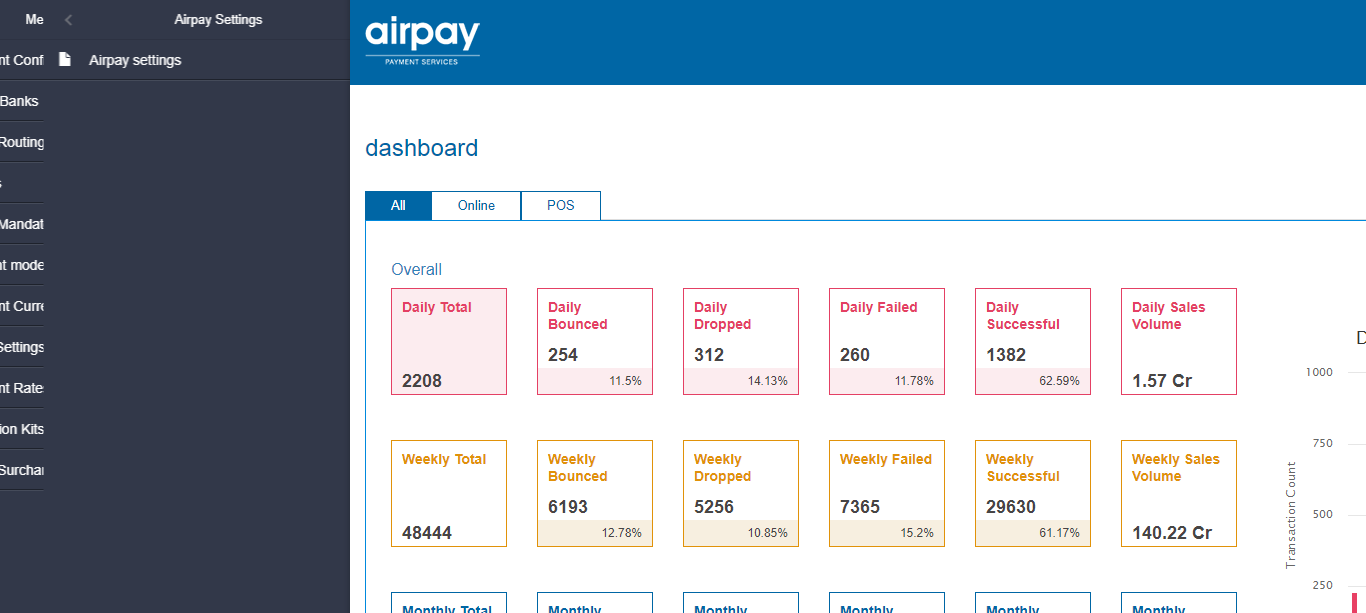 Me
Airpay Settings
nt Confi
Airpay settings
Banks
Routing
s
Mandat
nt mode
nt Curre
Settings
nt Rates
ion Kits
Surchar
airpay
PAYMENT SERVICES
dashboard
All
Online
POS
Overall
Daily Total
2208
Daily
Bounced
254
11.5%
Daily
Dropped
312
14.13%
Daily Failed
260
11.78%
Daily
Successful
1382
62.59%
Daily Sales
Volume
1.57 Cr
Weekly Total
48444
Weekly
Bounced
6193
12.78%
Weekly
Dropped
5256
10.85%
Weekly Failed
7365
15.2%
Weekly
Successful
29630
61.17%
Weekly Sales
Volume
140.22 Cr
Monthly Total
Monthly
Monthly
Monthly
Monthly
Monthly
D
1000
750
500
250
Transaction Count